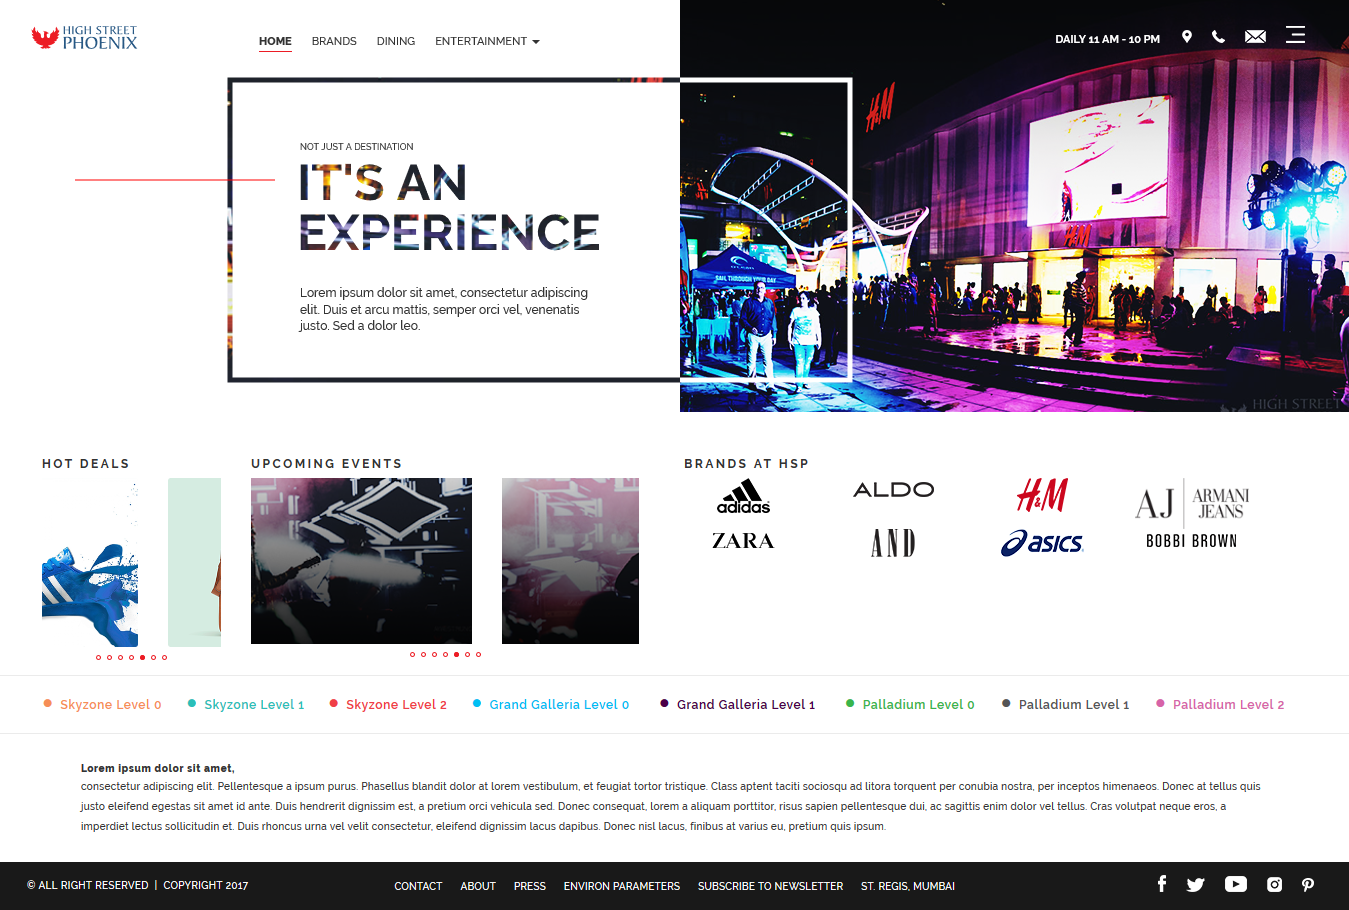 HIGH STREET
PHOENIX
HOME BRANDS DINING ENTERTAINMENT
DAILY 11 AM - 10 PM
H&M
NOT JUST A DESTINATION
IT'S AN
EXPERIENCE
H&M
SAIL THROUGH YOUR DAY
Lorem ipsum dolor sit amet, consectetur adipiscing
elit. Duis et arcu mattis, semper orci vel, venenatis
justo. Sed a dolor leo.
HIGH STREET
HOT DEALS
UPCOMING EVENTS
BRANDS AT HSP
adidas
ALDO
H&M
AJ | ARMANI
JEANS
ZARA
AND
asics
BOBBI BROWN
Skyzone Level 0
Skyzone Level 1
Skyzone Level 2
Grand Galleria Level 0
Grand Galleria Level 1
Palladium Level 0
Palladium Level 1
Palladium Level 2
Lorem ipsum dolor sit amet,
consectetur adipiscing elit. Pellentesque a ipsum purus. Phasellus blandit dolor at lorem vestibulum, et feugiat tortor tristique. Class aptent taciti sociosqu ad litora torquent per conubia nostra, per inceptos himenaeos. Donec at tellus quis
justo eleifend egestas sit amet id ante. Duis hendrerit dignissim est, a pretium orci vehicula sed. Donec consequat, lorem a aliquam porttitor, risus sapien pellentesque dui, ac sagittis enim dolor vel tellus. Cras volutpat neque eros, a
imperdiet lectus sollicitudin et. Duis rhoncus urna vel velit consectetur, eleifend dignissim lacus dapibus. Donec nisl lacus, finibus at varius eu, pretium quis ipsum.
© ALL RIGHT RESERVED | COPYRIGHT 2017
CONTACT ABOUT PRESS ENVIRON PARAMETERS SUBSCRIBE TO NEWSLETTER ST. REGIS, MUMBAI